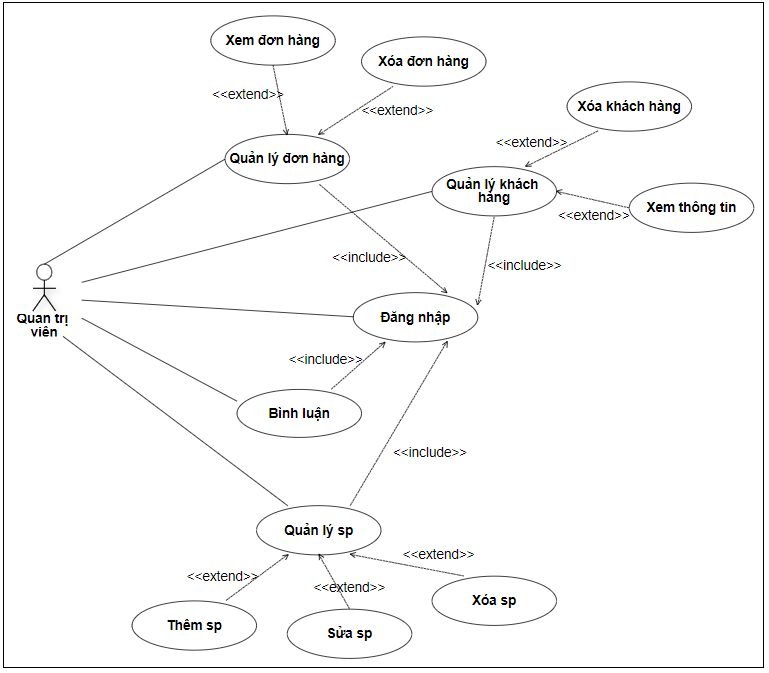 Xem đơn hàng
Xóa đơn hàng
<<extend>>
<<extend>>
Xóa khách hàng
<<extend>>
Quản lý đơn hàng
Quản lý khách
hàng
Xem thông tin
<<extend>>
<<include>>
<<include>>
Quan trị
viên
Đăng nhập
<<include>>
Bình luận
<<include>>
Quản lý sp
<<extend>>
<<extend>>
<<extend>>
Thêm sp
Sửa sp
Xóa sp